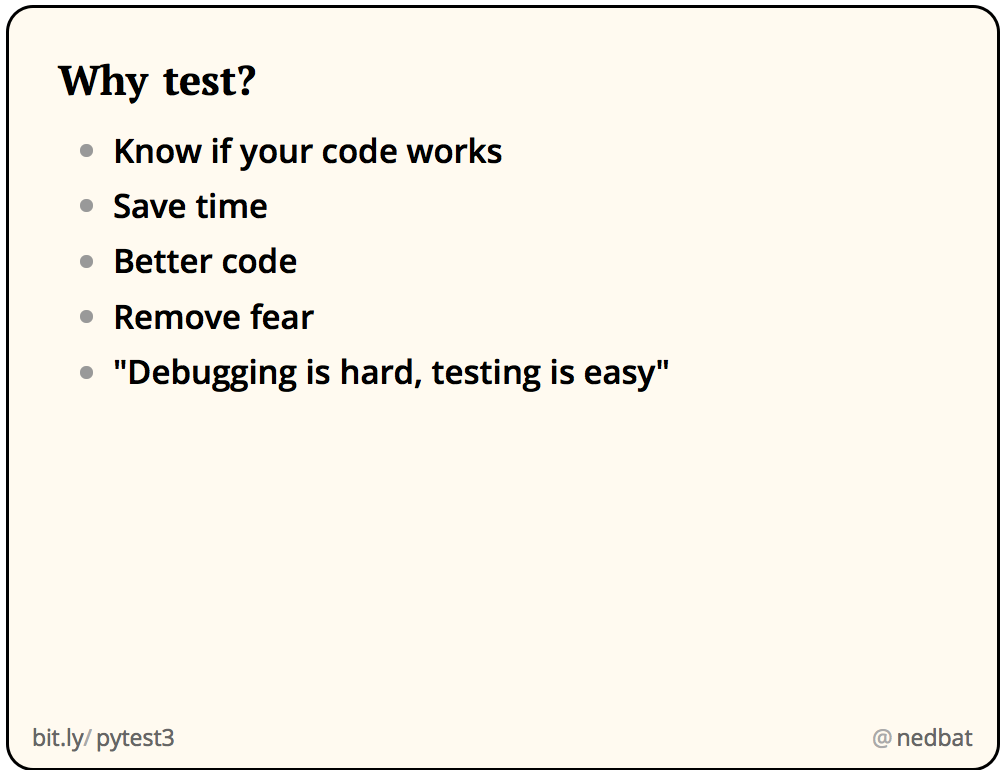 Why test?
Know if your code works
Save time
Better code
Remove fear
"Debugging is hard, testing is easy"
bit.ly/ pytest3
@ nedbat